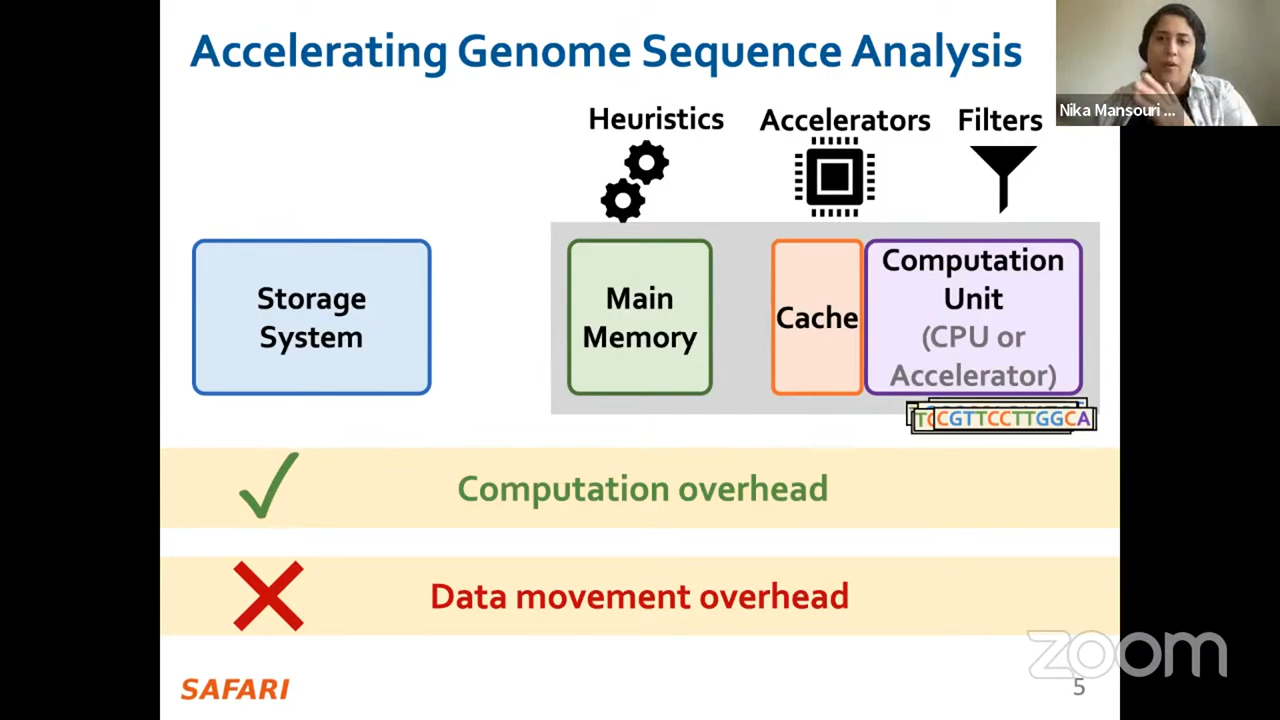 Accelerating Genome Sequence Analysis
Nika Mansouri ...
Heuristics
Accelerators
Filters
Storage
System
Main
Memory
Cache
Computation
Unit
(CPU or
Accelerator)
CGTTCCTTGGCA
Computation overhead
Data movement overhead
SAFARI
5
zoom